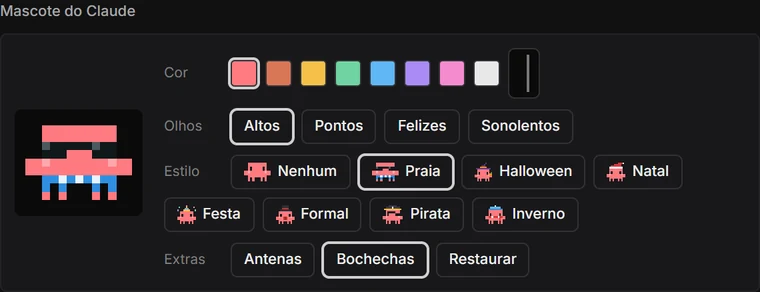 Mascote do Claude
Cor
Olhos Altos Pontos Felizes Sonolentos
Estilo Nenhum Praia Halloween Natal
Festa Formal Pirata Inverno
Extras Antenas Bochechas Restaurar